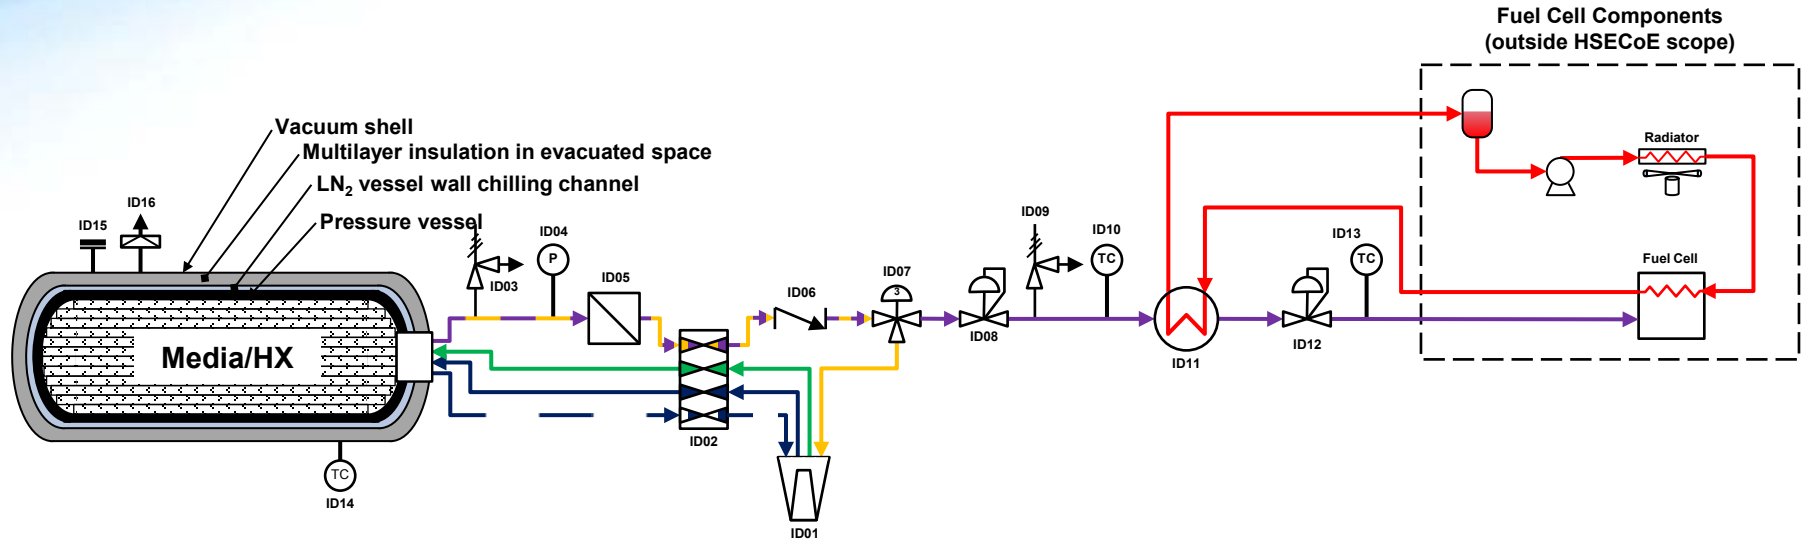 Fuel Cell Components
(outside HSECoE scope)
Vacuum shell
Multilayer insulation in evacuated space
LN₂ vessel wall chilling channel
Pressure vessel
Radiator
ID16
ID15
ID04
P
ID03
ID05
ID06
ID07
3
ID08
ID09
ID10
TC
ID11
ID12
ID13
TC
Fuel Cell
Media/HX
ID02
TC
ID14
ID01